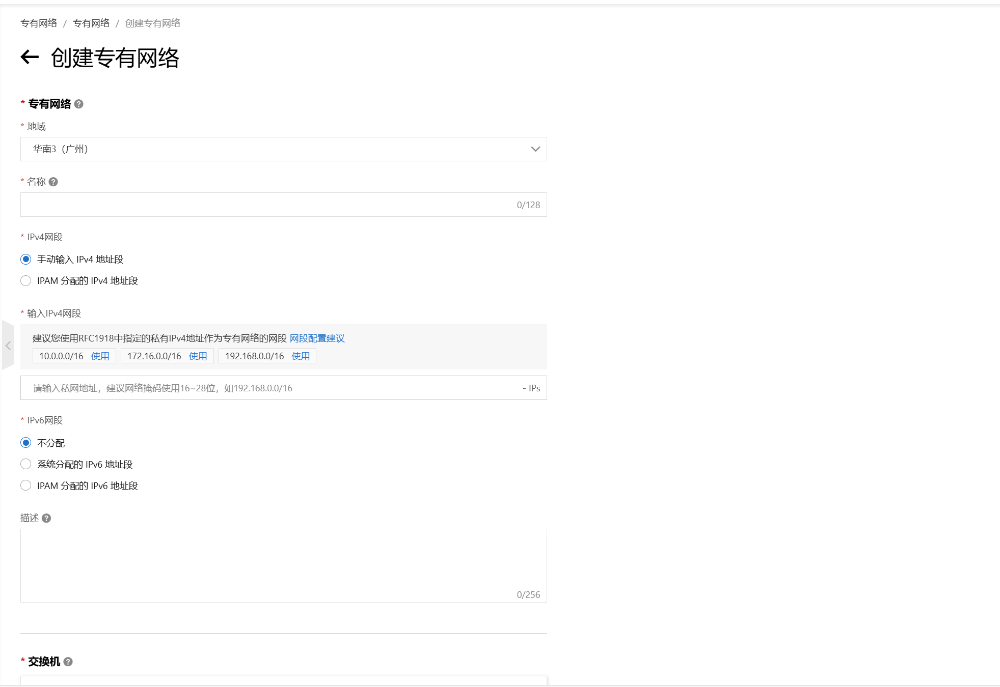 专有网络 / 专有网络 / 创建专有网络
创建专有网络
* 专有网络
* 地域
华南3（广州）
* 名称
0/128
* IPv4网段
手动输入 IPv4 地址段
IPAM 分配的 IPv4 地址段
* 输入IPv4网段
建议您使用RFC1918中指定的私有IPv4地址作为专有网络的网段 网段配置建议
10.0.0.0/16 使用 172.16.0.0/16 使用 192.168.0.0/16 使用
请输入私网地址，建议网络掩码使用16~28位，如192.168.0.0/16 - IPs
* IPv6网段
不分配
系统分配的 IPv6 地址段
IPAM 分配的 IPv6 地址段
描述
0/256
* 交换机